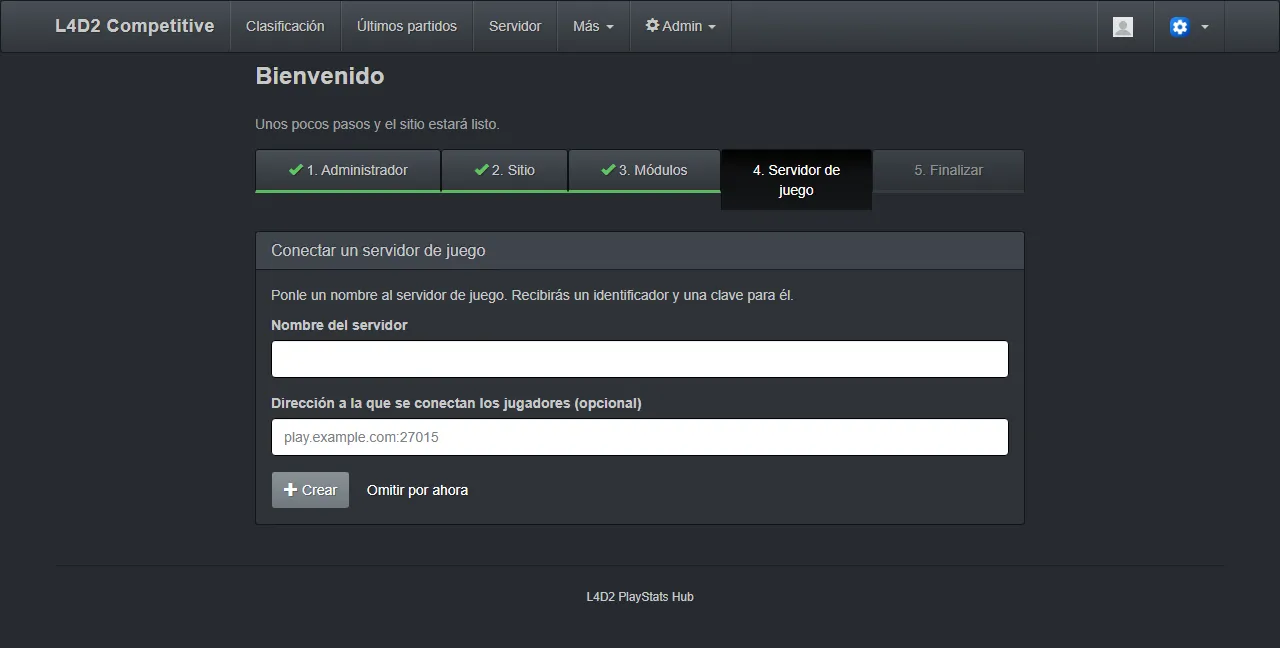 L4D2 Competitive
Clasificación
Últimos partidos
Servidor
Más
Admin
Bienvenido
Unos pocos pasos y el sitio estará listo.
1. Administrador
2. Sitio
3. Módulos
4. Servidor de
juego
5. Finalizar
Conectar un servidor de juego
Ponle un nombre al servidor de juego. Recibirás un identificador y una clave para él.
Nombre del servidor
Dirección a la que se conectan los jugadores (opcional)
play.example.com:27015
Crear
Omitir por ahora
L4D2 PlayStats Hub